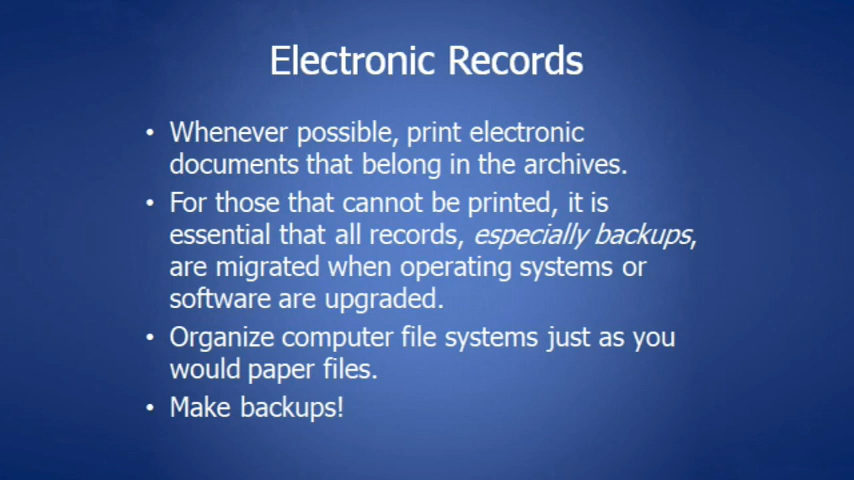 Electronic Records
• Whenever possible, print electronic
documents that belong in the archives.
• For those that cannot be printed, it is
essential that all records, especially backups,
are migrated when operating systems or
software are upgraded.
• Organize computer file systems just as you
would paper files.
• Make backups!